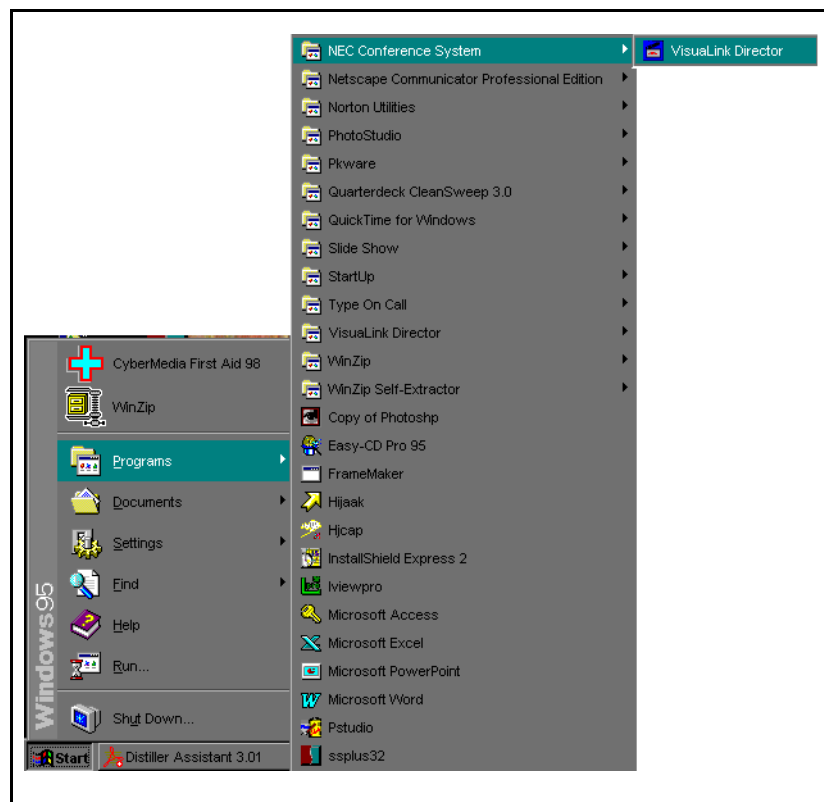 NEC Conference System
VisuaLink Director
Netscape Communicator Professional Edition
Norton Utilities
PhotoStudio
Pkware
Quarterdeck CleanSweep 3.0
QuickTime for Windows
Slide Show
StartUp
Type On Call
VisuaLink Director
WinZip
WinZip Self-Extractor
Copy of Photoshp
Easy-CD Pro 95
FrameMaker
Hijaak
Hjcap
InstallShield Express 2
Iviewpro
Microsoft Access
Microsoft Excel
Microsoft PowerPoint
Microsoft Word
Pstudio
ssplus32
CyberMedia First Aid 98
WinZip
Programs
Documents
Settings
Find
Help
Run...
Shut Down...
Windows95
Start
Distiller Assistant 3.01